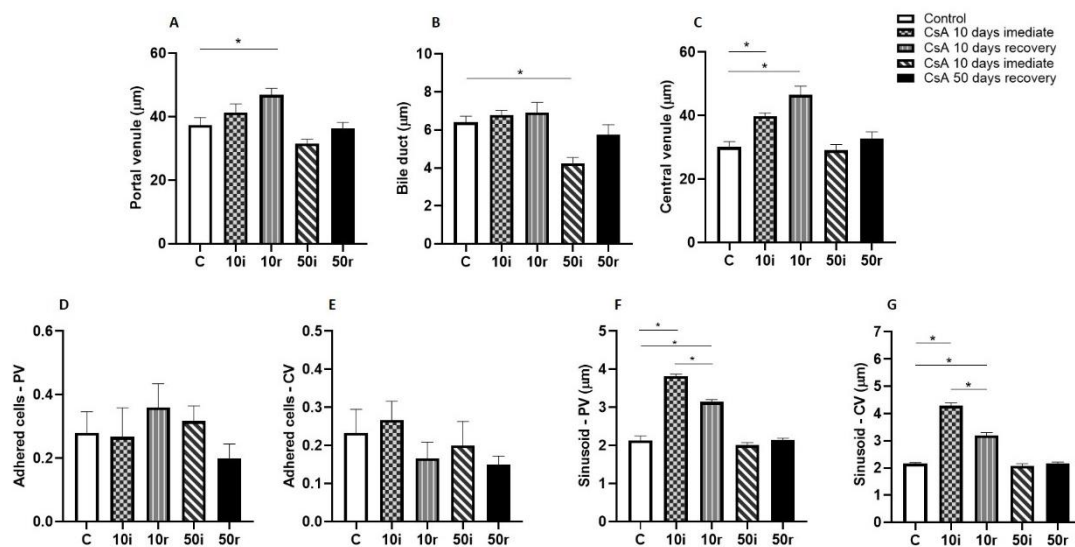 A
Portal venule (μm)
60
40
20
0
*
C 10i 10r 50i 50r
B
Bile duct (μm)
10
8
6
4
2
0
*
C 10i 10r 50i 50r
C
Central venule (μm)
60
40
20
0
*
*
C 10i 10r 50i 50r
Control
CsA 10 days imediate
CsA 10 days recovery
CsA 10 days imediate
CsA 50 days recovery
D
Adhered cells - PV
0.6
0.4
0.2
0.0
C 10i 10r 50i 50r
E
Adhered cells - CV
0.5
0.4
0.3
0.2
0.1
0.0
C 10i 10r 50i 50r
F
Sinusoid - PV (μm)
5
4
3
2
1
0
*
*
*
C 10i 10r 50i 50r
G
Sinusoid - CV (μm)
7
6
5
4
3
2
1
0
*
*
*
C 10i 10r 50i 50r